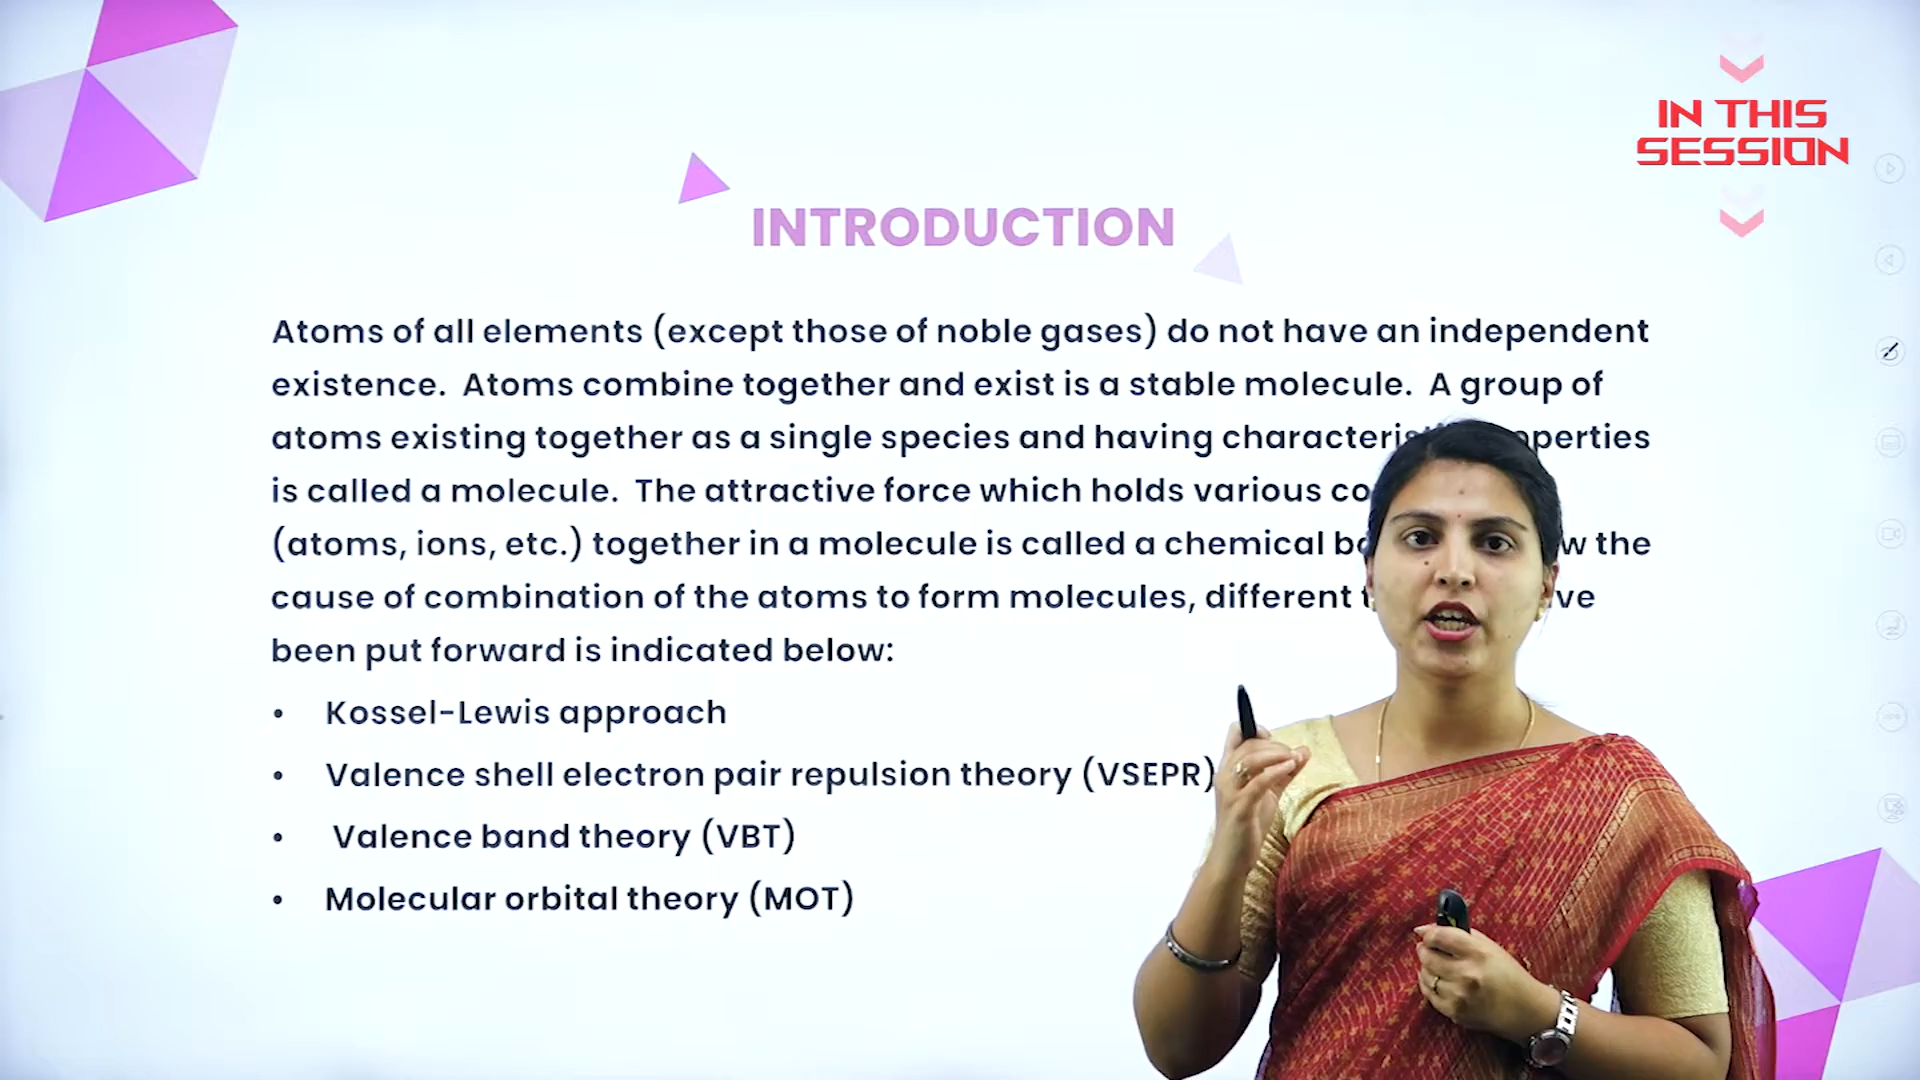 IN THIS
SESSION
INTRODUCTION
Atoms of all elements (except those of noble gases) do not have an independent
existence. Atoms combine together and exist is a stable molecule. A group of
atoms existing together as a single species and having
is called a molecule. The attractive force which holds various
(atoms, ions, etc.) together in a molecule is called a chemical the
cause of combination of the atoms to form molecules, different
been put forward is indicated below:
• Kossel-Lewis approach
• Valence shell electron pair repulsion theory (VSEPR)
• Valence band theory (VBT)
• Molecular orbital theory (MOT)